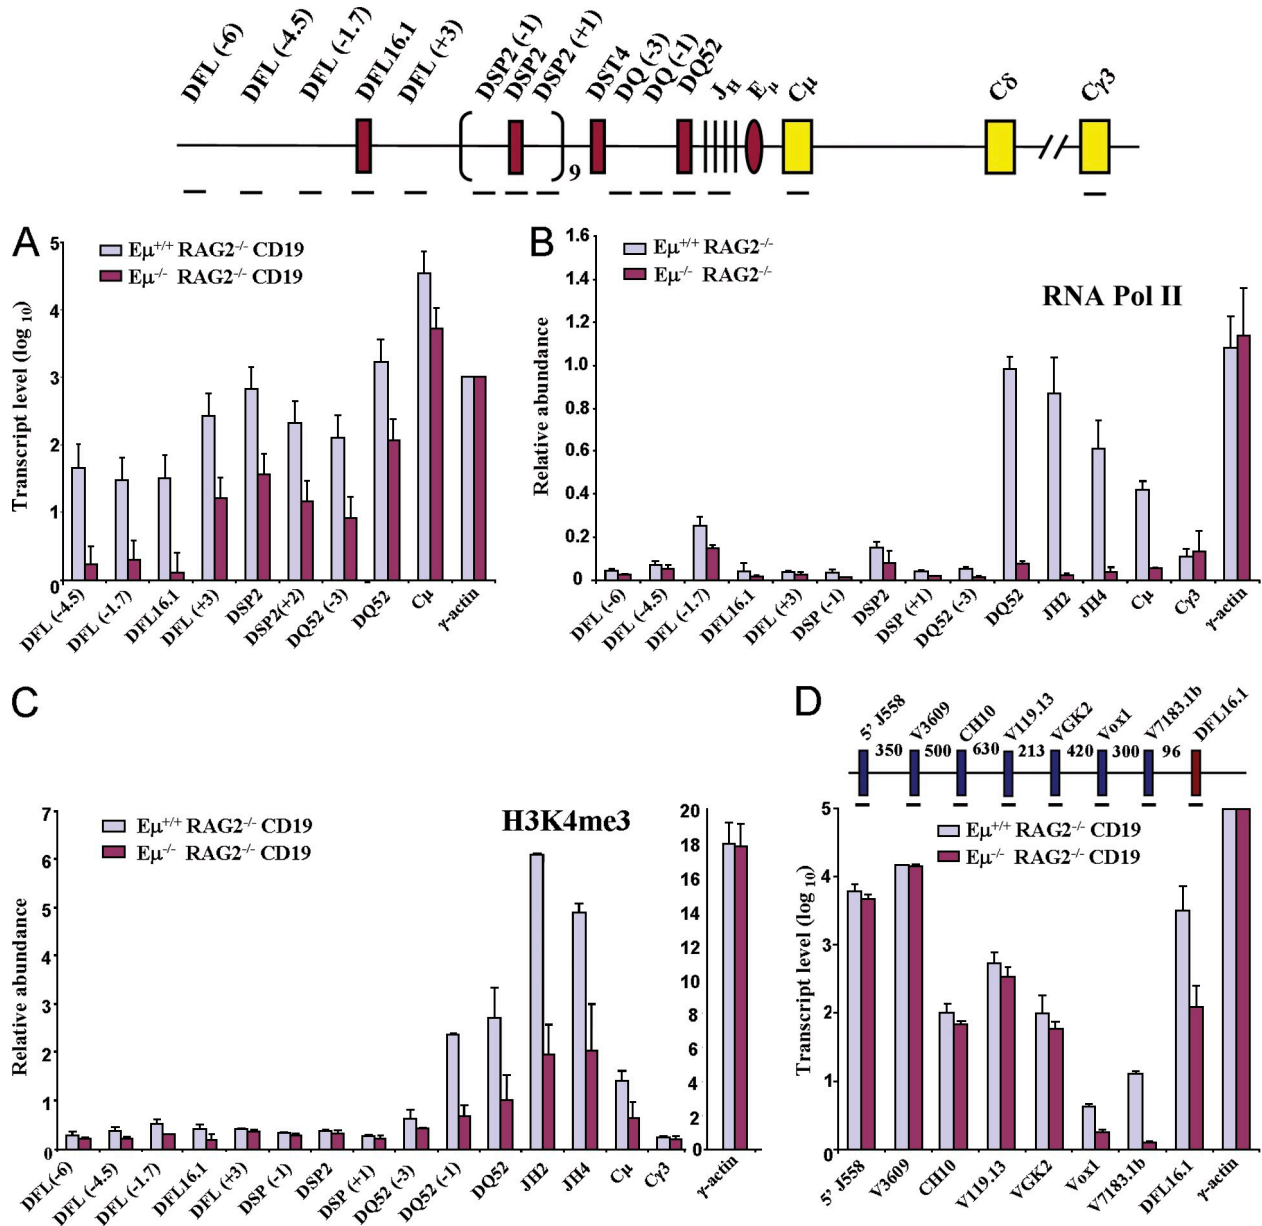 DFL (-6) DFL (-4.5) DFL (-1.7) DFL16.1 DFL (+3) DSP2 (-1) DSP2 DSP2 (+1) DST4 DQ (-3) DQ (-1) DQ52 JH Eμ Cμ Cδ Cγ3
9
A
Eμ+/+ RAG2-/- CD19
Eμ-/- RAG2-/- CD19
Transcript level (log 10)
5
4
3
2
1
0
DFL (-4.5) DFL (-1.7) DFL16.1 DFL (+3) DSP2 DSP2(+2) DQ52 (-3) DQ52 Cμ γ-actin
B
Eμ+/+ RAG2-/-
Eμ-/- RAG2-/-
RNA Pol II
Relative abundance
1.6
1.4
1.2
1.0
0.8
0.6
0.4
0.2
0
DFL (-6) DFL (-4.5) DFL (-1.7) DFL16.1 DFL (+3) DSP (-1) DSP2 DSP (+1) DQ52 (-3) DQ52 JH2 JH4 Cμ Cγ3 γ-actin
C
Eμ+/+ RAG2-/- CD19
Eμ-/- RAG2-/- CD19
H3K4me3
Relative abundance
7
6
5
4
3
2
1
0
20
18
16
14
12
10
8
6
4
2
0
DFL(-6) DFL (-4.5) DFL (-1.7) DFL16.1 DFL (+3) DSP (-1) DSP2 DSP (+1) DQ52 (-3) DQ52 (-1) DQ52 JH2 JH4 Cμ Cγ3 γ-actin
D
5' J558 V3609 CH10 V119.13 VGK2 Vox1 V7183.1b DFL16.1
350 500 630 213 420 300 96
Eμ+/+ RAG2-/- CD19
Eμ-/- RAG2-/- CD19
Transcript level (log 10)
5
4
3
2
1
0
5' J558 V3609 CH10 V119.13 VGK2 Vox1 V7183.1b DFL16.1 γ-actin